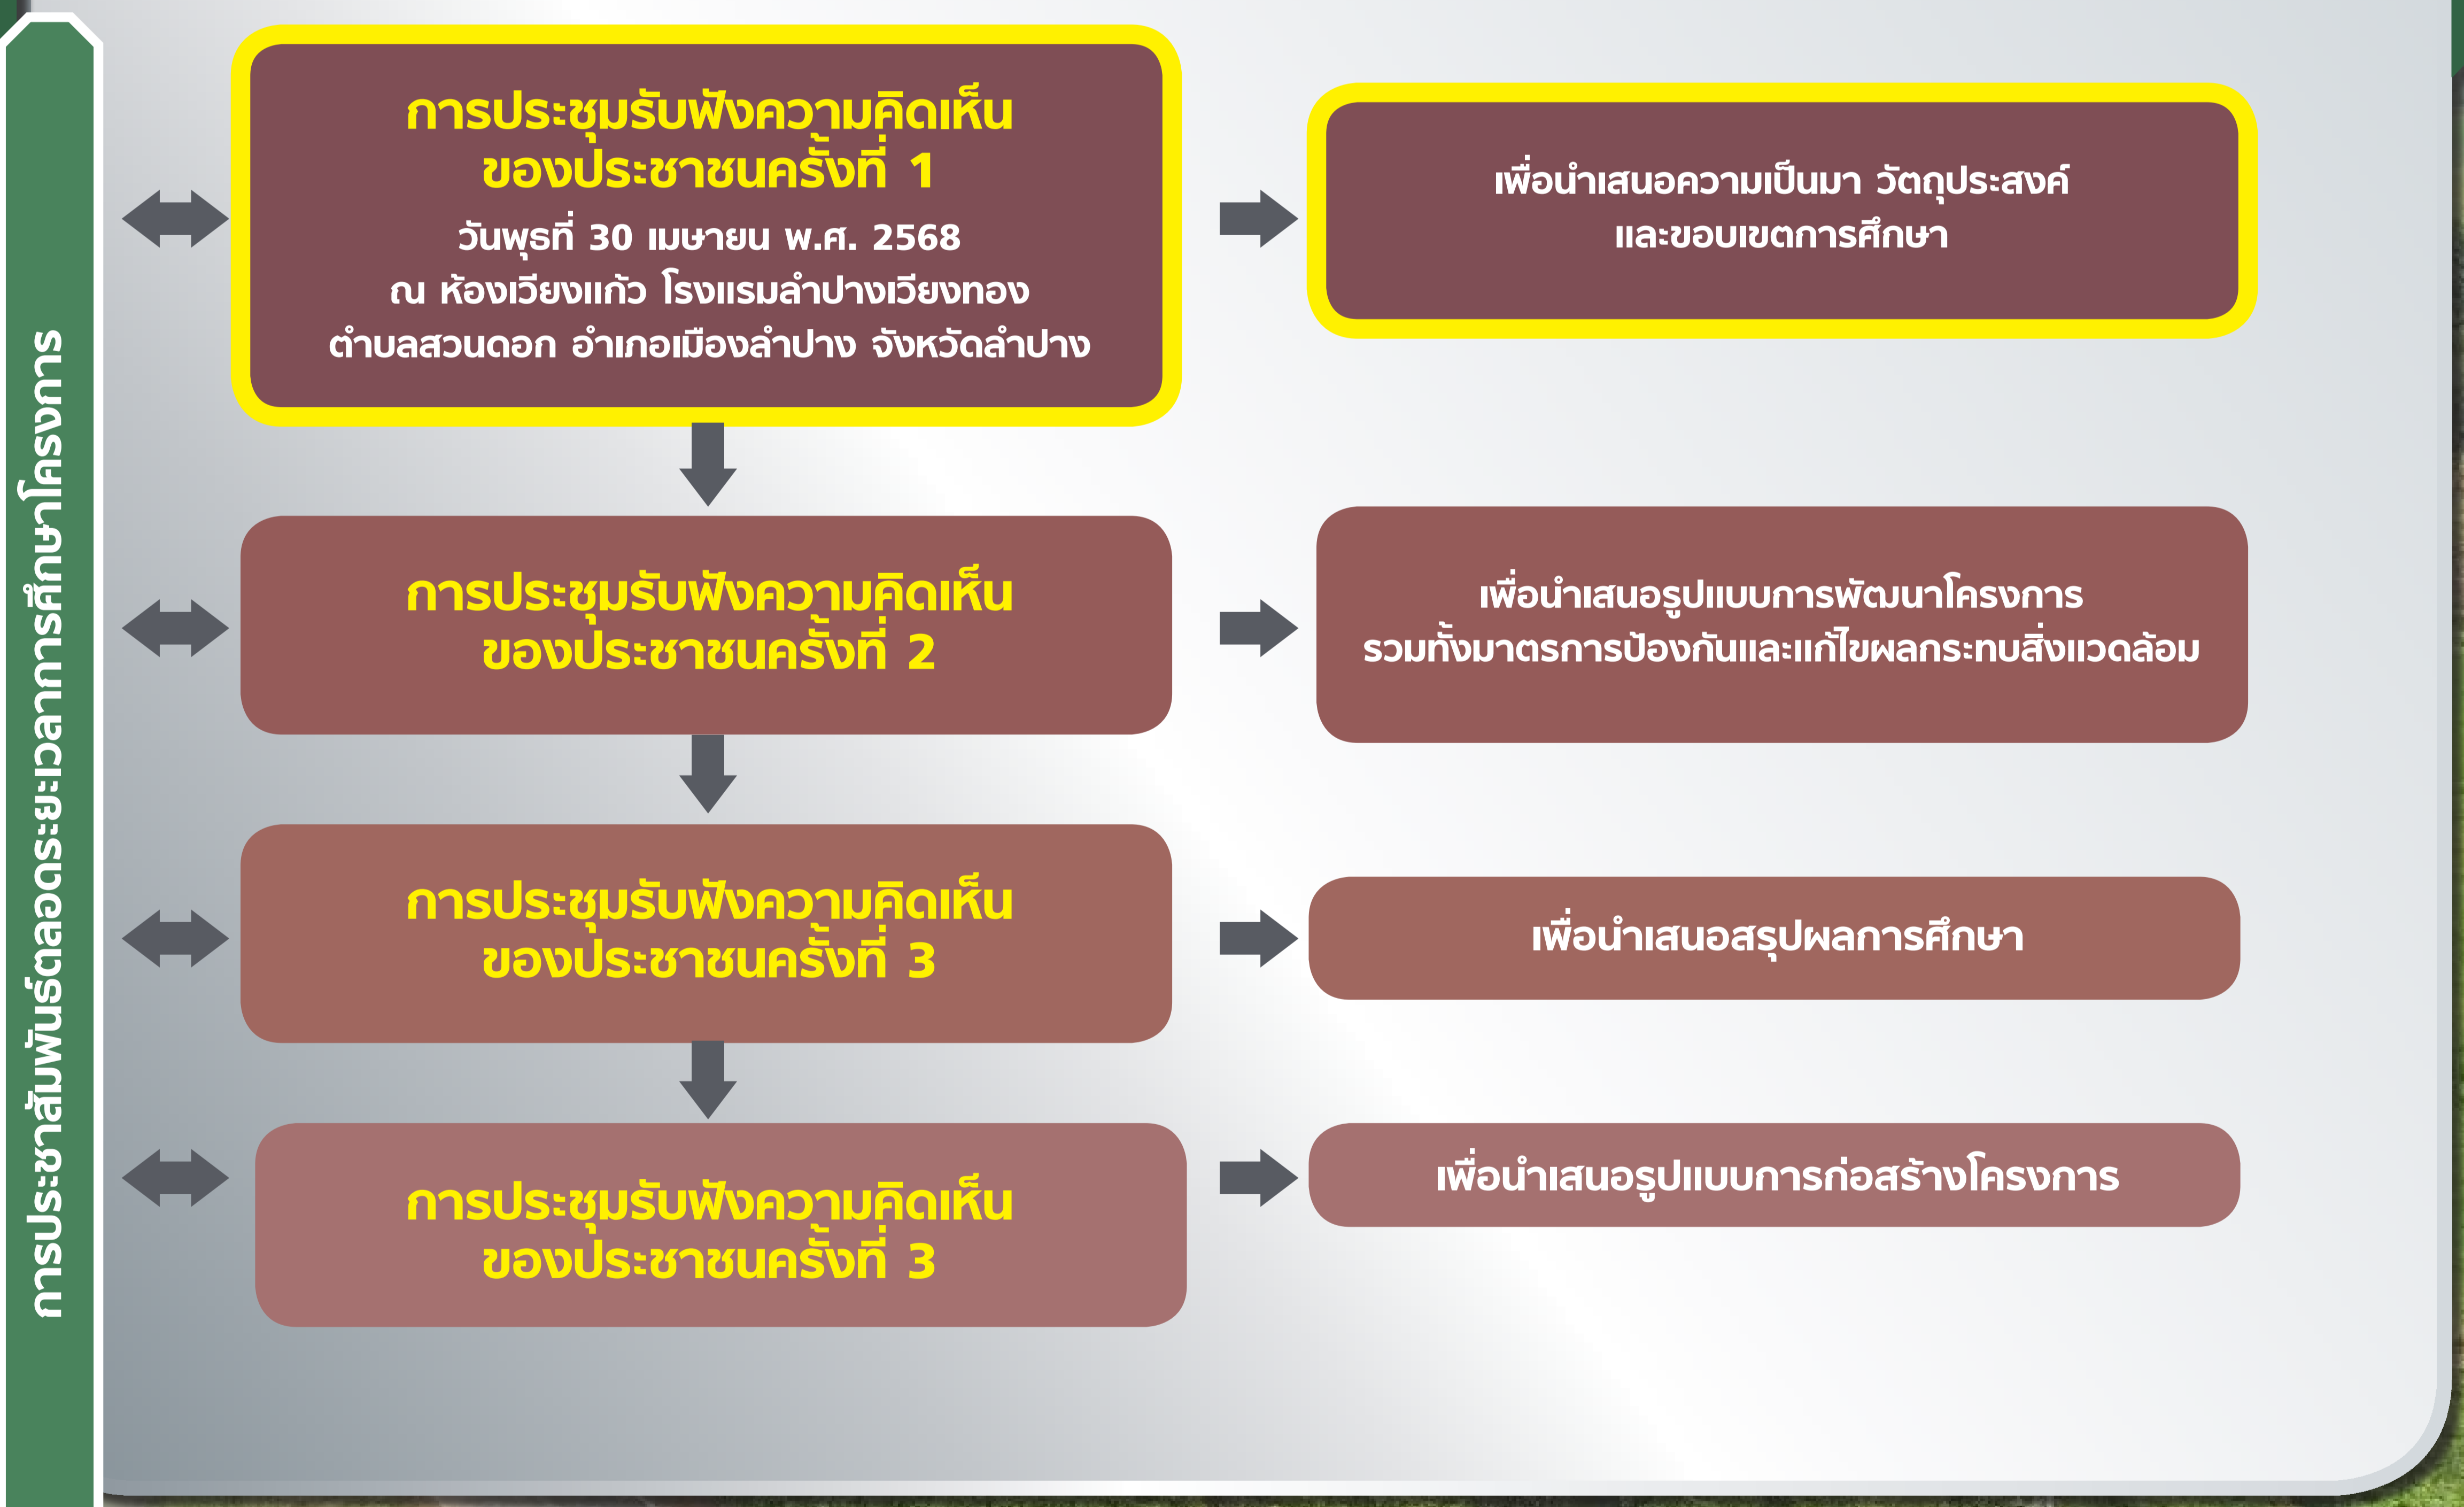 การประชาสัมพันธ์ตลอดระยะเวลาการศึกษาโครงการ
การประชุมรับฟังความคิดเห็น
ของประชาชนครั้งที่ 1
วันพุธที่ 30 เมษายน พ.ศ. 2568
ณ ห้องเวียงแก้ว โรงแรมลำปางเวียงทอง
ตำบลสวนดอก อำเภอเมืองลำปาง จังหวัดลำปาง
เพื่อนำเสนอความเป็นมา วัตถุประสงค์
และขอบเขตการศึกษา
การประชุมรับฟังความคิดเห็น
ของประชาชนครั้งที่ 2
เพื่อนำเสนอรูปแบบการพัฒนาโครงการ
รวมทั้งมาตรการป้องกันและแก้ไขผลกระทบสิ่งแวดล้อม
การประชุมรับฟังความคิดเห็น
ของประชาชนครั้งที่ 3
เพื่อนำเสนอสรุปผลการศึกษา
การประชุมรับฟังความคิดเห็น
ของประชาชนครั้งที่ 3
เพื่อนำเสนอรูปแบบการก่อสร้างโครงการ